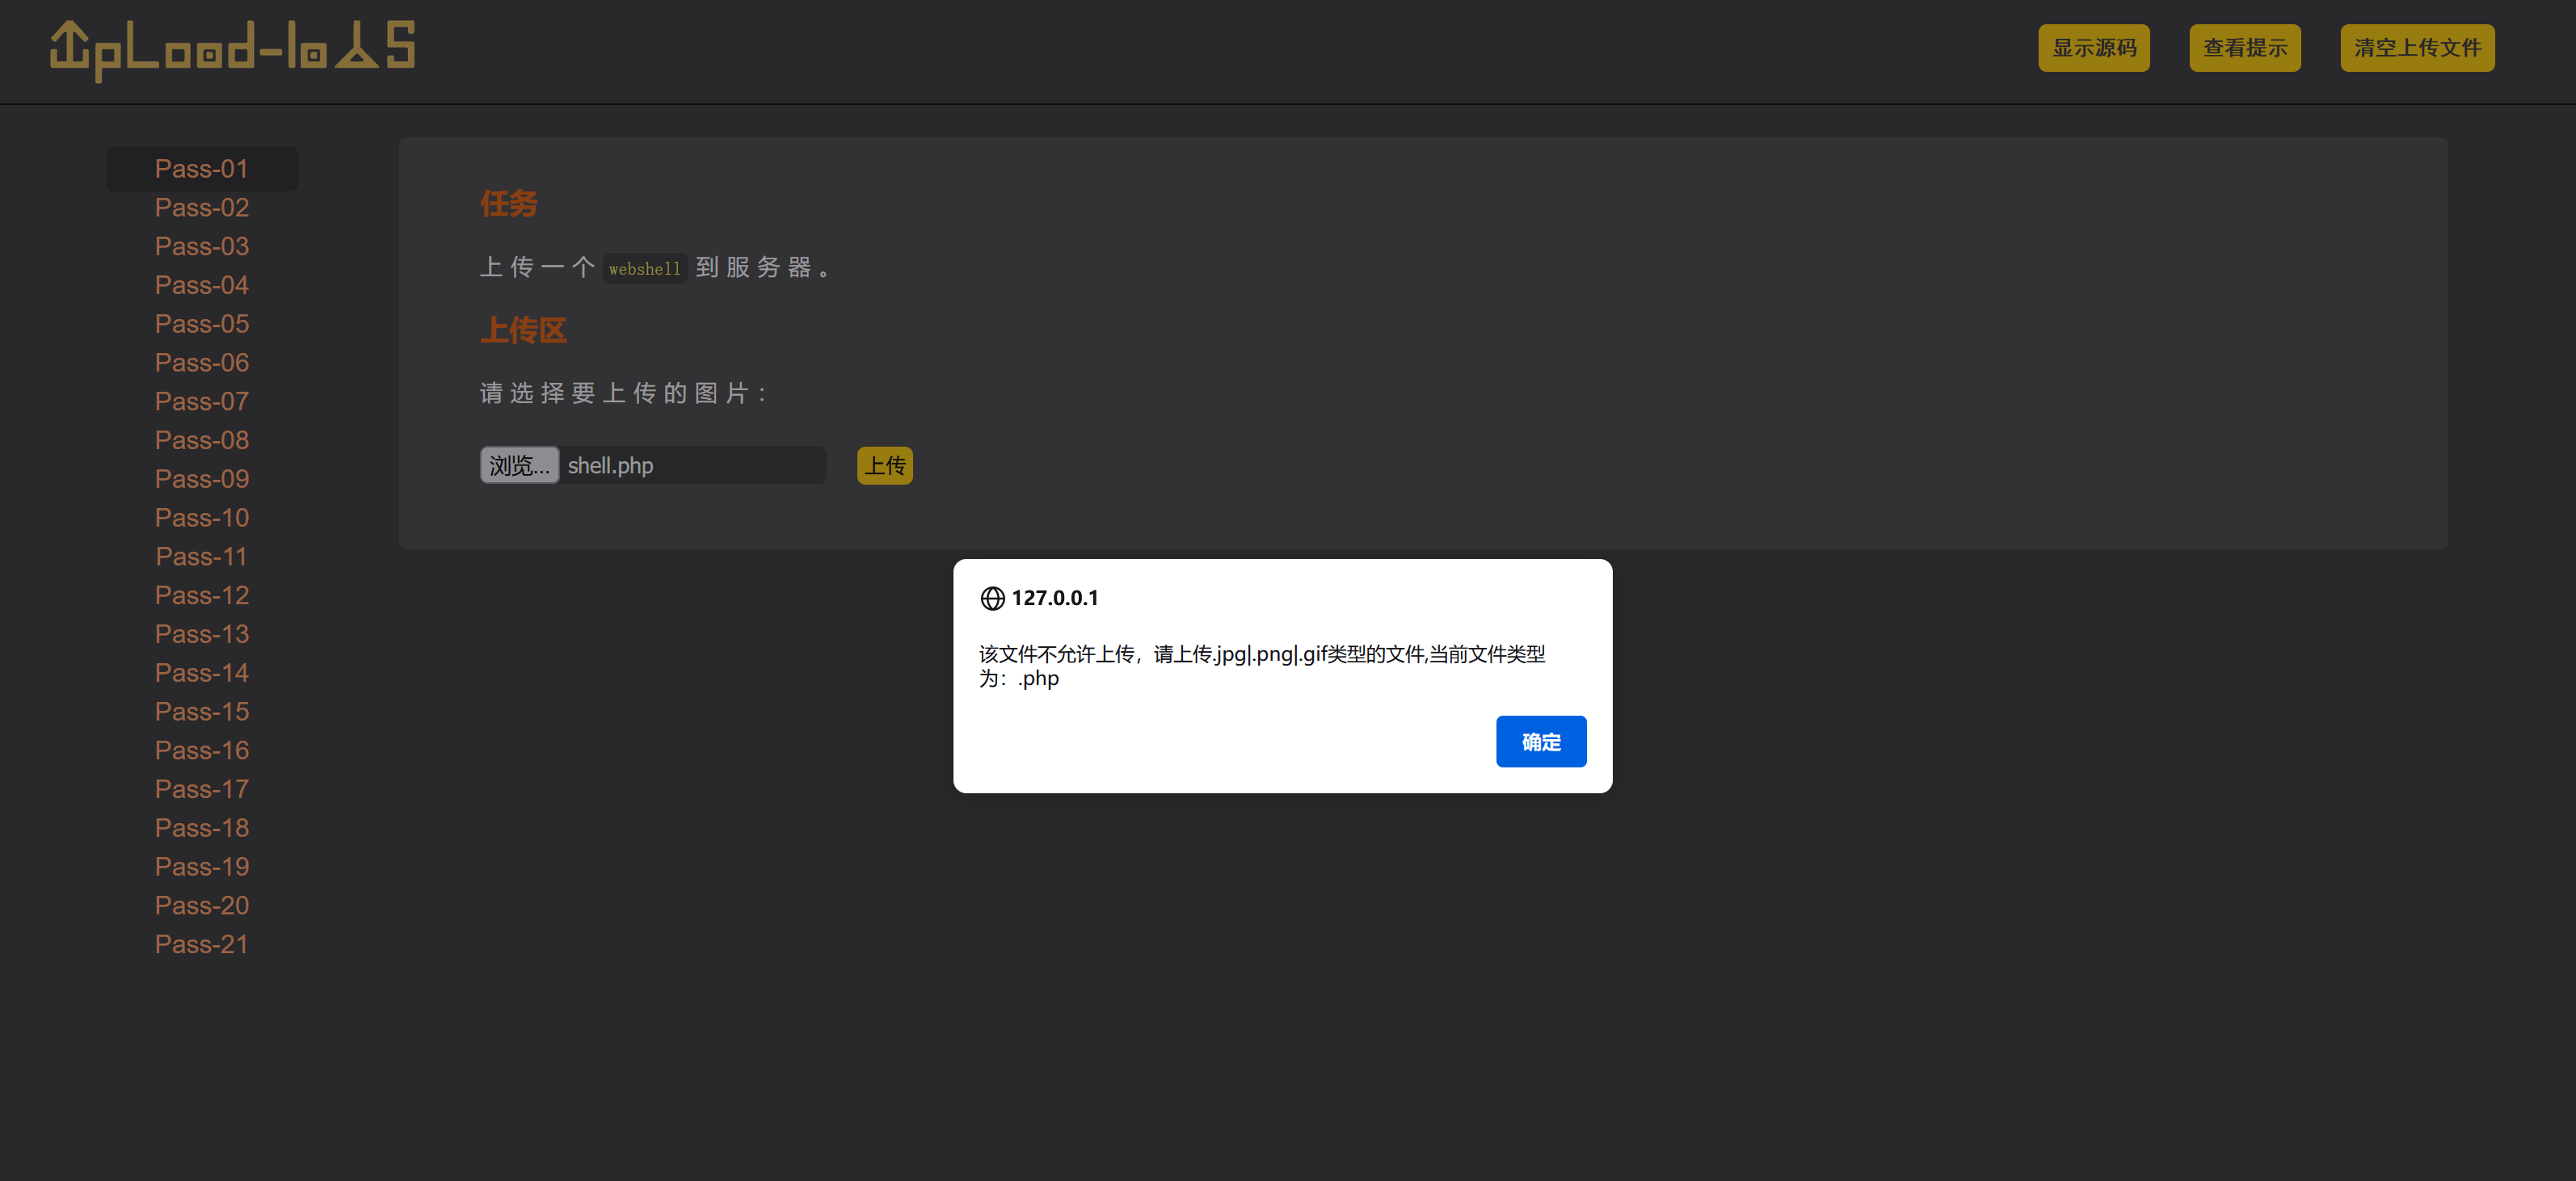 UpLoad-labs
显示源码 查看提示 清空上传文件
Pass-01
Pass-02
Pass-03
Pass-04
Pass-05
Pass-06
Pass-07
Pass-08
Pass-09
Pass-10
Pass-11
Pass-12
Pass-13
Pass-14
Pass-15
Pass-16
Pass-17
Pass-18
Pass-19
Pass-20
Pass-21
任务
上传一个 webshell 到服务器。
上传区
请选择要上传的图片：
浏览... shell.php 上传
127.0.0.1
该文件不允许上传，请上传.jpg|.png|.gif类型的文件,当前文件类型
为：.php
确定